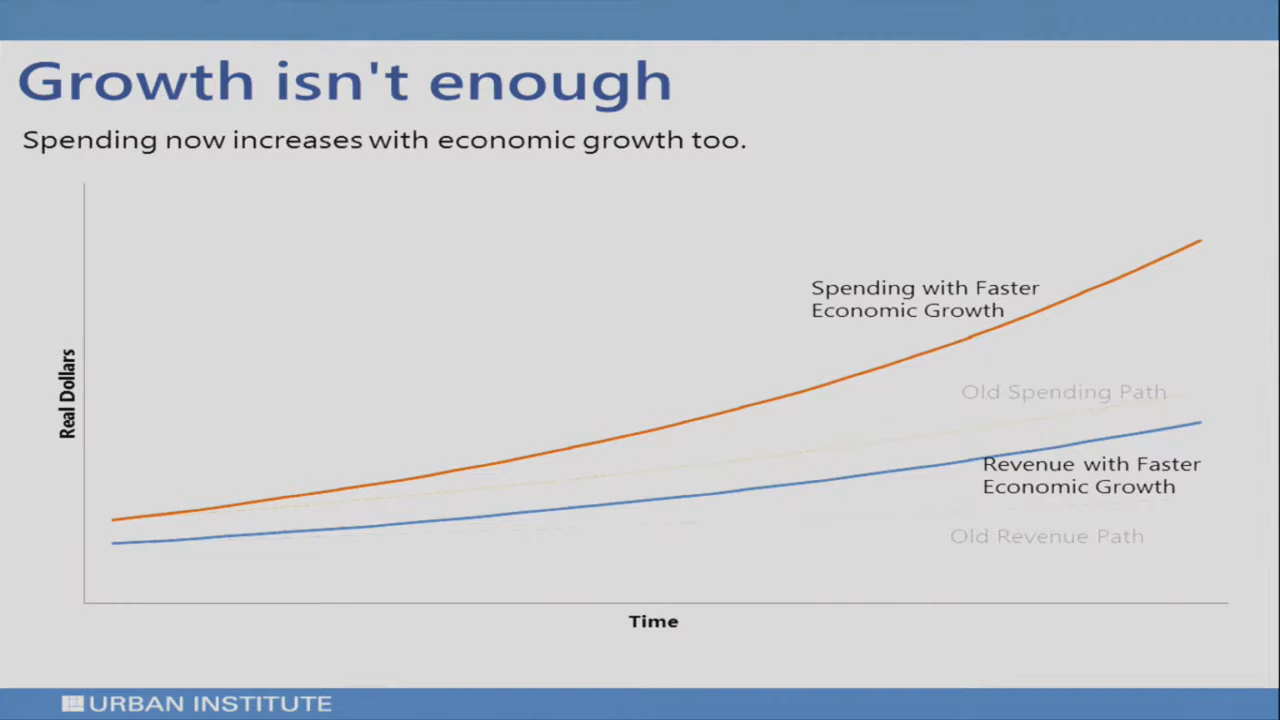 Growth isn't enough
Spending now increases with economic growth too.
Spending with Faster
Economic Growth
Old Spending Path
Real Dollars
Revenue with Faster
Economic Growth
Old Revenue Path
Time
URBAN INSTITUTE